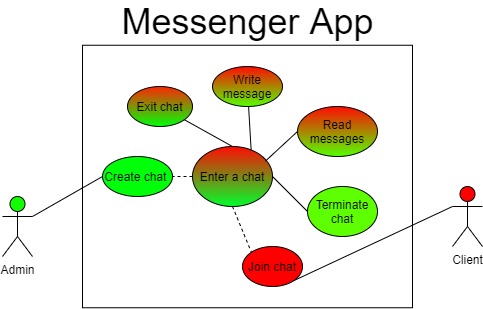 Messenger App
Write
message
Exit chat
Read
messages
Create chat
Enter a chat
Terminate
chat
Admin
Client
Join chat